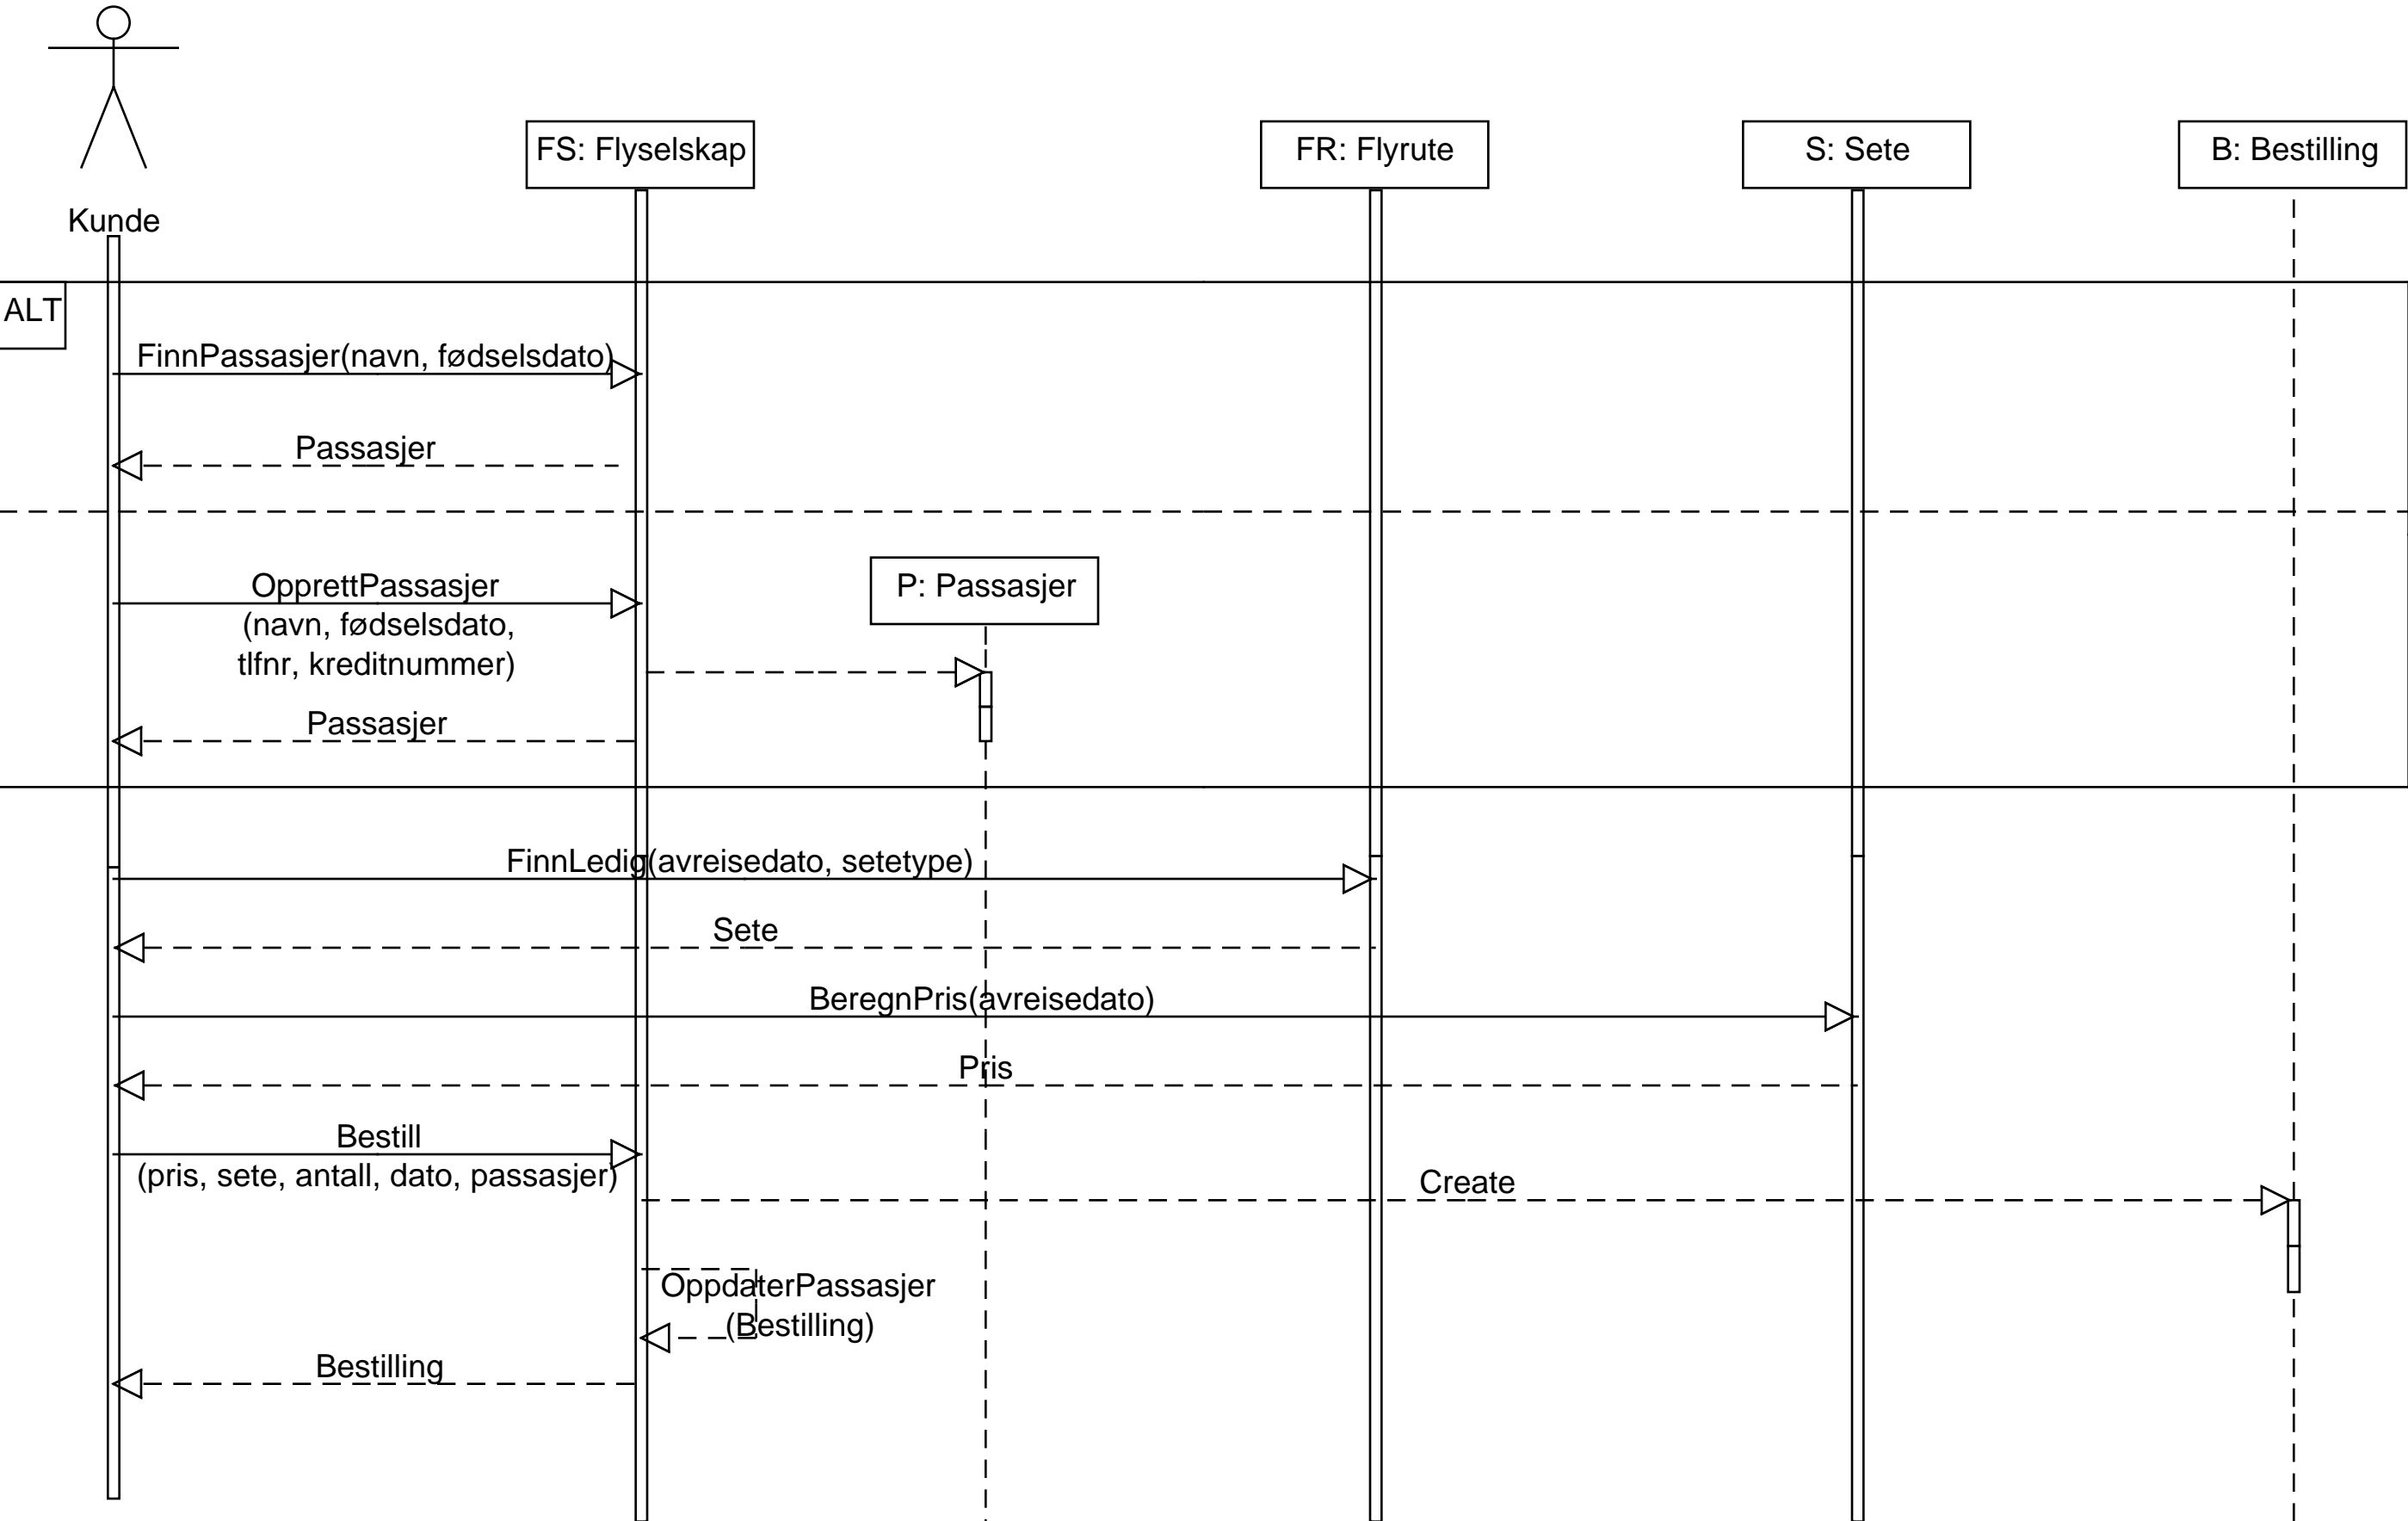 FS: Flyselskap
FR: Flyrute
S: Sete
B: Bestilling
Kunde
ALT
FinnPassasjer(navn, fødselsdato)
Passasjer
OpprettPassasjer
(navn, fødselsdato,
tlfnr, kreditnummer)
P: Passasjer
Passasjer
FinnLedig(avreisedato, setetype)
Sete
BeregnPris(avreisedato)
Pris
Bestill
(pris, sete, antall, dato, passasjer)
Create
OppdaterPassasjer
(Bestilling)
Bestilling